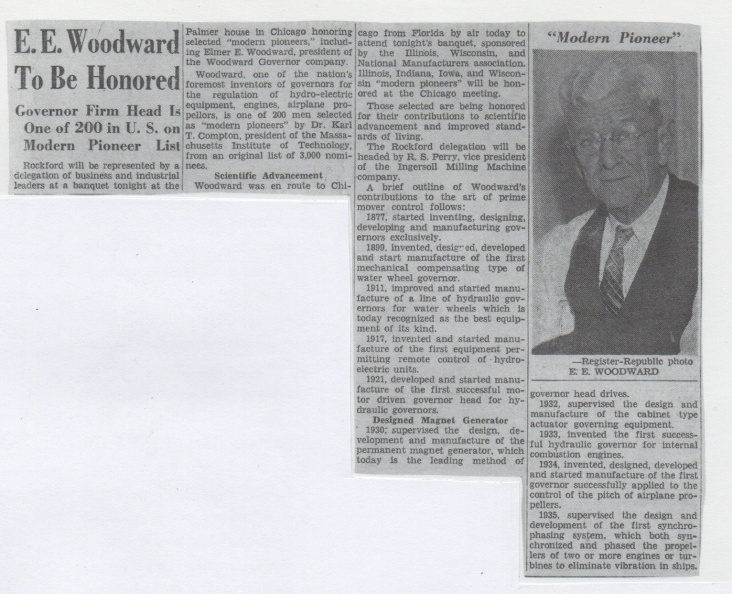 E. E. Woodward
To Be Honored
Governor Firm Head Is
One of 200 in U. S. on
Modern Pioneer List
Rockford will be represented by a
delegation of business and industrial
leaders at a banquet tonight at the
Palmer house in Chicago honoring
selected "modern pioneers," includ-
ing Elmer E. Woodward, president of
the Woodward Governor company.
Woodward, one of the nation's
foremost inventors of governors for
the regulation of hydro-electric
equipment, engines, airplane pro-
pellors, is one of 200 men selected
as "modern pioneers" by Dr. Karl
T. Compton, president of the Massa-
chusetts Institute of Technology,
from an original list of 3,000 nomi-
nees.
Scientific Advancement
Woodward was en route to Chi-
cago from Florida by air today to
attend tonight's banquet, sponsored
by the Illinois, Wisconsin, and
National Manufacturers association.
Illinois, Indiana, Iowa, and Wiscon-
sin "modern pioneers" will be hon-
ored at the Chicago meeting.
Those selected are being honored
for their contributions to scientific
advancement and improved stand-
ards of living.
The Rockford delegation will be
headed by R. S. Perry, vice president
of the Ingersoll Milling Machine
company.
A brief outline of Woodward's
contributions to the art of prime
mover control follows:
1877, started inventing, designing,
developing and manufacturing gov-
ernors exclusively.
1899, invented, designed, developed
and start manufacture of the first
mechanical compensating type of
water wheel governor.
1911, improved and started manu-
facture of a line of hydraulic gov-
ernors for water wheels which is
today recognized as the best equip-
ment of its kind.
1917, invented and started manu-
facture of the first equipment per-
mitting remote control of hydro-
electric units.
1921, developed and started manu-
facture of the first successful mo-
tor driven governor head for hy-
draulic governors.
Designed Magnet Generator
1930, supervised the design, de-
velopment and manufacture of the
permanent magnet generator, which
today is the leading method of
"Modern Pioneer"
—Register-Republic photo
E. E. WOODWARD
governor head drives.
1932, supervised the design and
manufacture of the cabinet type
actuator governing equipment.
1933, invented the first success-
ful hydraulic governor for internal
combustion engines.
1934, invented, designed, developed
and started manufacture of the first
governor successfully applied to the
control of the pitch of airplane pro-
pellers.
1935, supervised the design and
development of the first synchro-
phasing system, which both syn-
chronized and phased the propel-
lers of two or more engines or tur-
bines to eliminate vibration in ships.